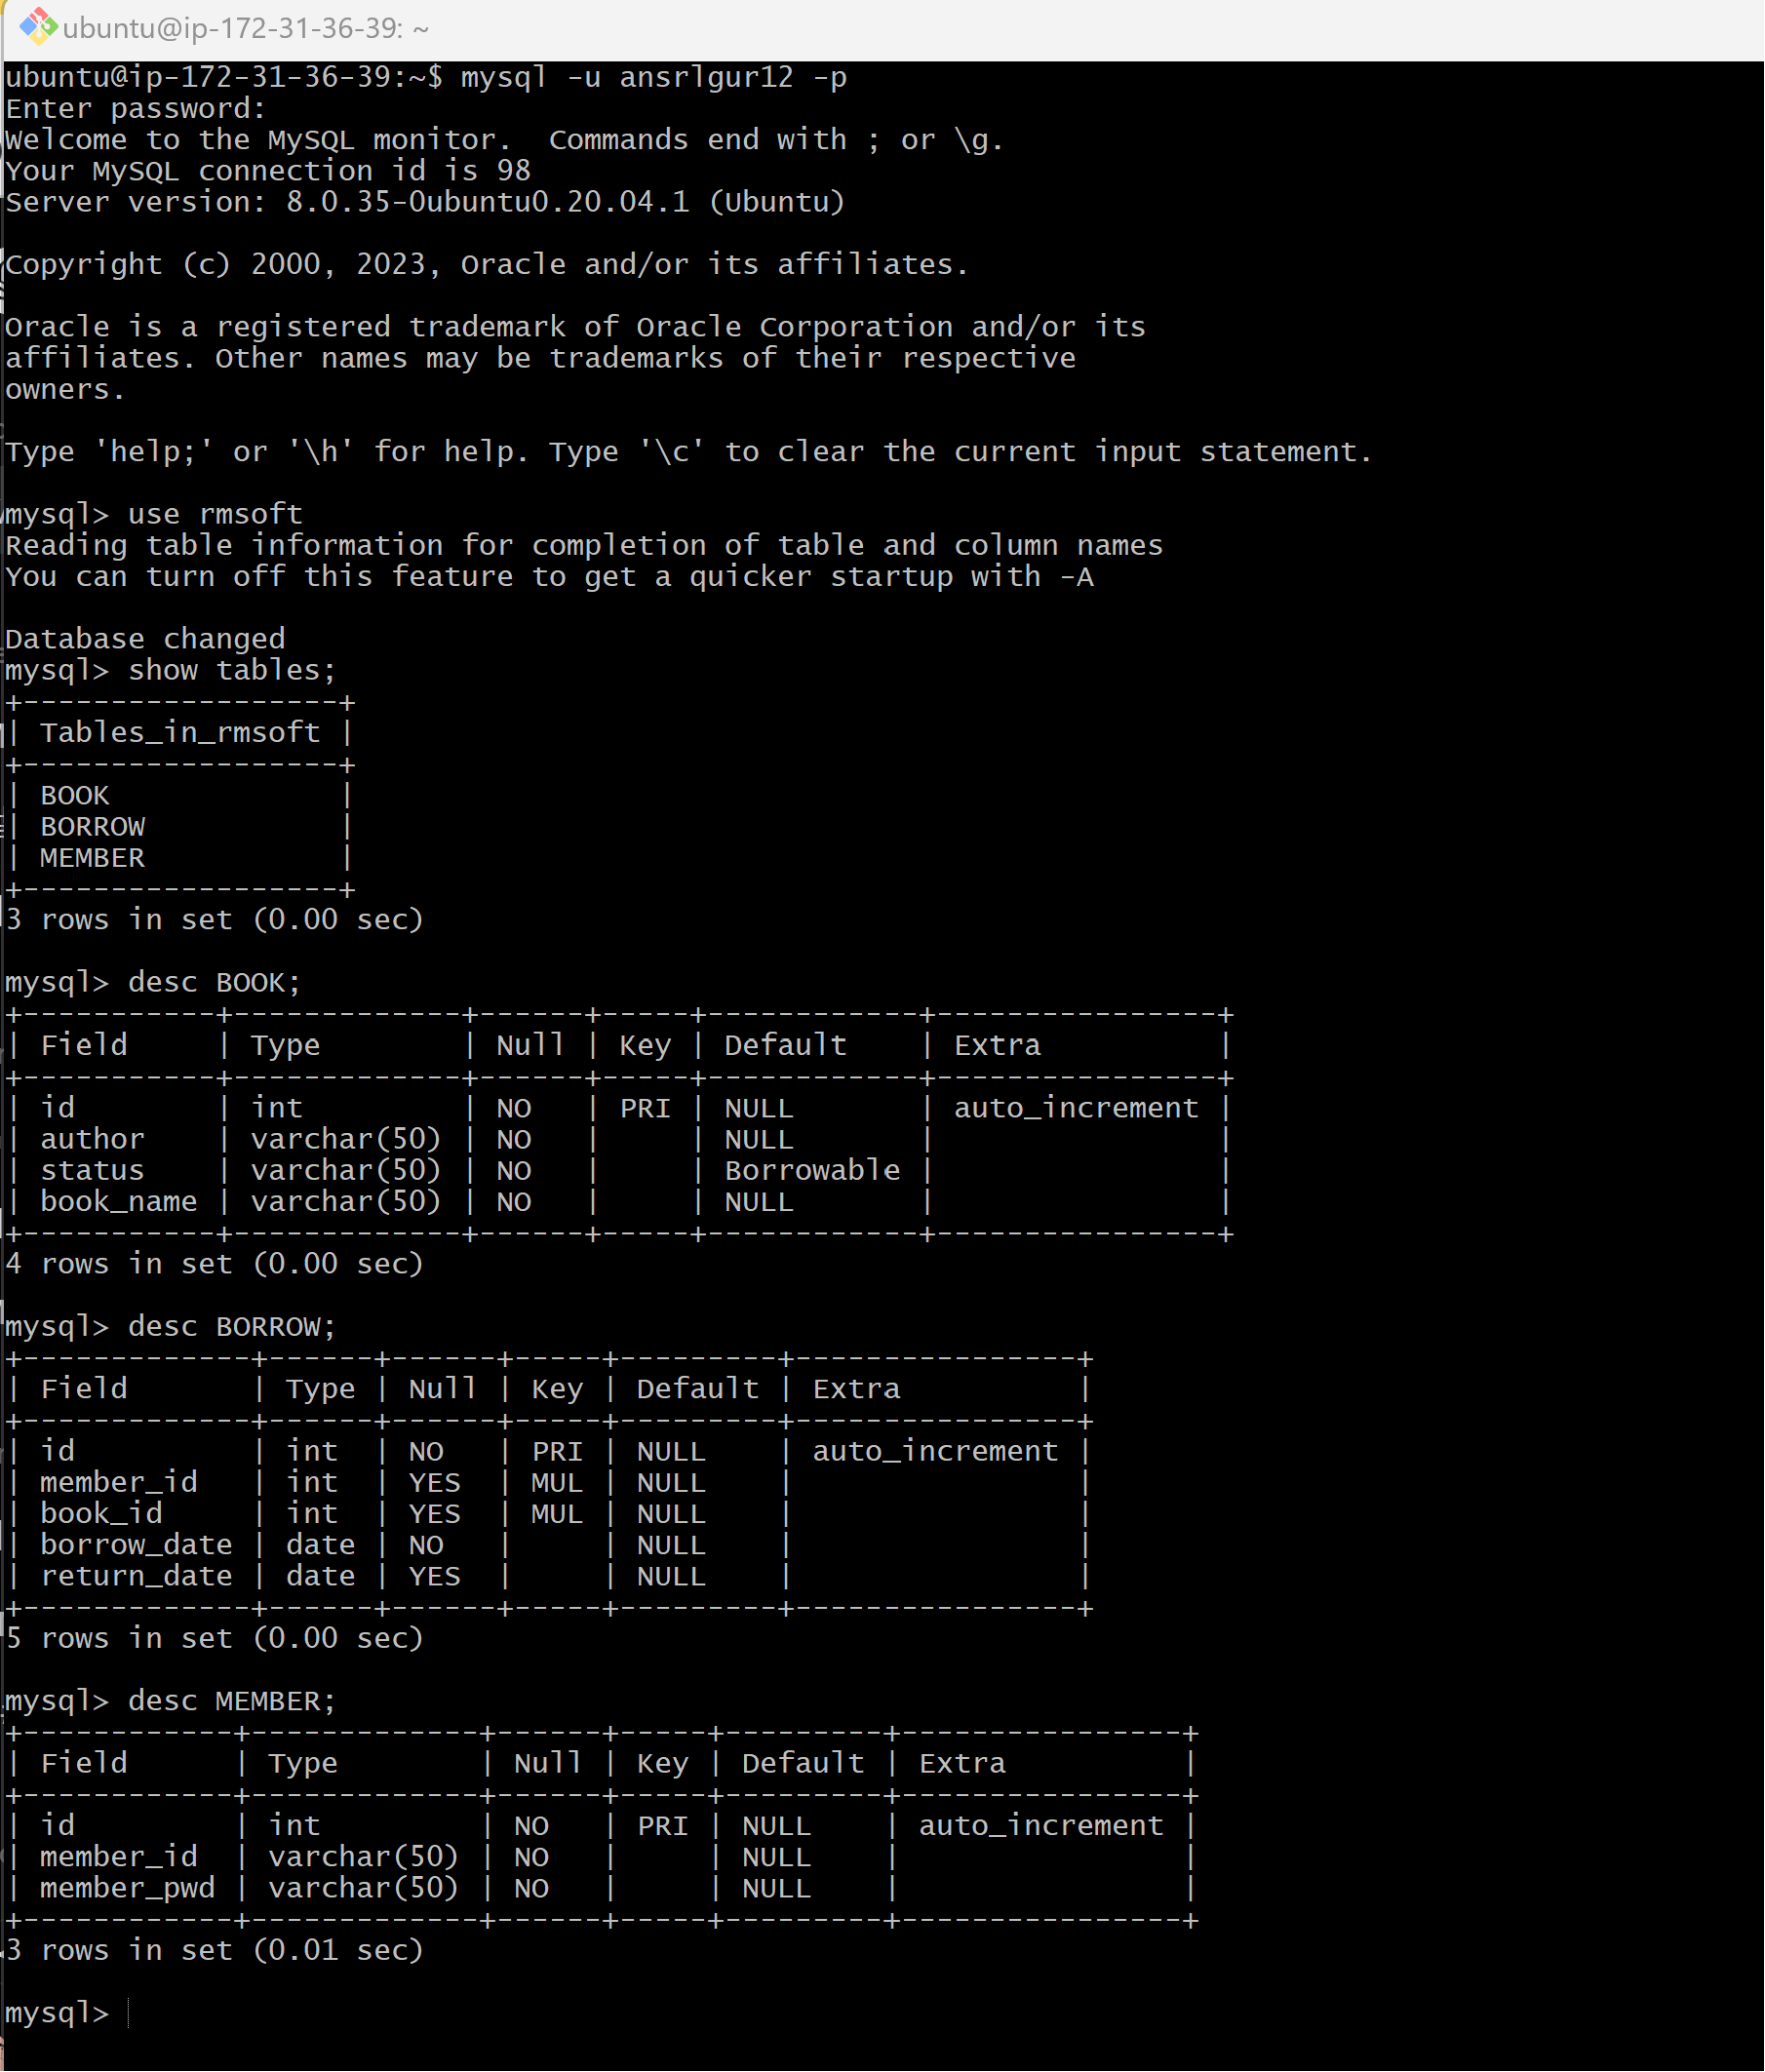 ubuntu@ip-172-31-36-39: ~
ubuntu@ip-172-31-36-39:~$ mysql -u ansrlgur12 -p
Enter password:
Welcome to the MySQL monitor.  Commands end with ; or \g.
Your MySQL connection id is 98
Server version: 8.0.35-0ubuntu0.20.04.1 (Ubuntu)

Copyright (c) 2000, 2023, Oracle and/or its affiliates.

Oracle is a registered trademark of Oracle Corporation and/or its
affiliates. Other names may be trademarks of their respective
owners.

Type 'help;' or '\h' for help. Type '\c' to clear the current input statement.

mysql> use rmsoft
Reading table information for completion of table and column names
You can turn off this feature to get a quicker startup with -A

Database changed
mysql> show tables;
+------------------+
| Tables_in_rmsoft |
+------------------+
| BOOK             |
| BORROW           |
| MEMBER           |
+------------------+
3 rows in set (0.00 sec)

mysql> desc BOOK;
+-----------+-------------+------+-----+------------+----------------+
| Field     | Type        | Null | Key | Default    | Extra          |
+-----------+-------------+------+-----+------------+----------------+
| id        | int         | NO   | PRI | NULL       | auto_increment |
| author    | varchar(50) | NO   |     | NULL       |                |
| status    | varchar(50) | NO   |     | Borrowable |                |
| book_name | varchar(50) | NO   |     | NULL       |                |
+-----------+-------------+------+-----+------------+----------------+
4 rows in set (0.00 sec)

mysql> desc BORROW;
+-------------+------+------+-----+---------+----------------+
| Field       | Type | Null | Key | Default | Extra          |
+-------------+------+------+-----+---------+----------------+
| id          | int  | NO   | PRI | NULL    | auto_increment |
| member_id   | int  | YES  | MUL | NULL    |                |
| book_id     | int  | YES  | MUL | NULL    |                |
| borrow_date | date | NO   |     | NULL    |                |
| return_date | date | YES  |     | NULL    |                |
+-------------+------+------+-----+---------+----------------+
5 rows in set (0.00 sec)

mysql> desc MEMBER;
+------------+-------------+------+-----+---------+----------------+
| Field      | Type        | Null | Key | Default | Extra          |
+------------+-------------+------+-----+---------+----------------+
| id         | int         | NO   | PRI | NULL    | auto_increment |
| member_id  | varchar(50) | NO   |     | NULL    |                |
| member_pwd | varchar(50) | NO   |     | NULL    |                |
+------------+-------------+------+-----+---------+----------------+
3 rows in set (0.01 sec)

mysql>